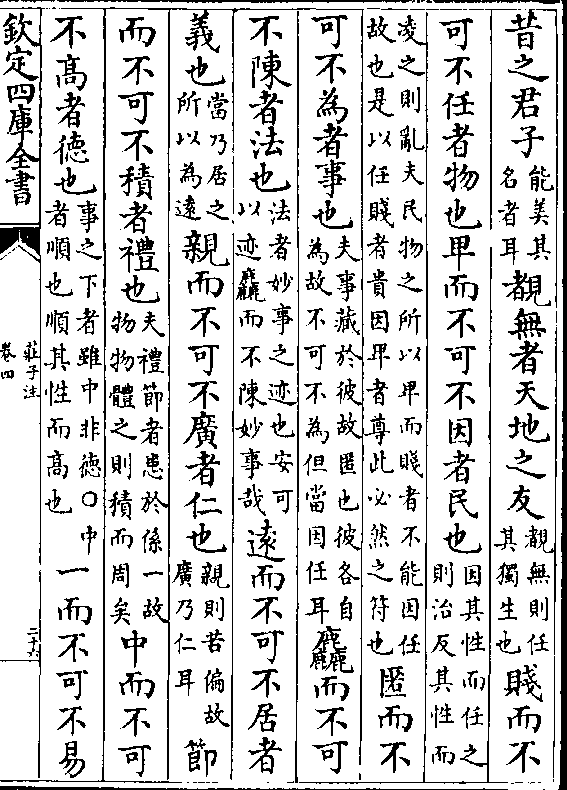 昔之君子能美其名者耳覩無者天地之友覩無則任其獨生也賤而不
可不任者物也卑而不可不因者民也因其性而任之則治反其性而
凌之則亂夫民物之所以卑而賤者不能因任故也是以任賤者貴因卑者尊此必然之符也匿而不
可不為者事也夫事藏於彼故匿也彼各自為故不可不為但當因任耳麤而不可
不陳者法也法者妙事之迹也安可以迹麤而不陳妙事哉遠而不可不居者
義也當乃居之所以為遠親而不可不廣者仁也親則苦偏故廣乃仁耳節
而不可不積者禮也夫禮節者患於係一故物物體之則積而周矣中而不可
不髙者德也事之下者雖中非德〇中者順也順其性而髙也一而不可不易
欽定四庫全書
莊子注
卷四